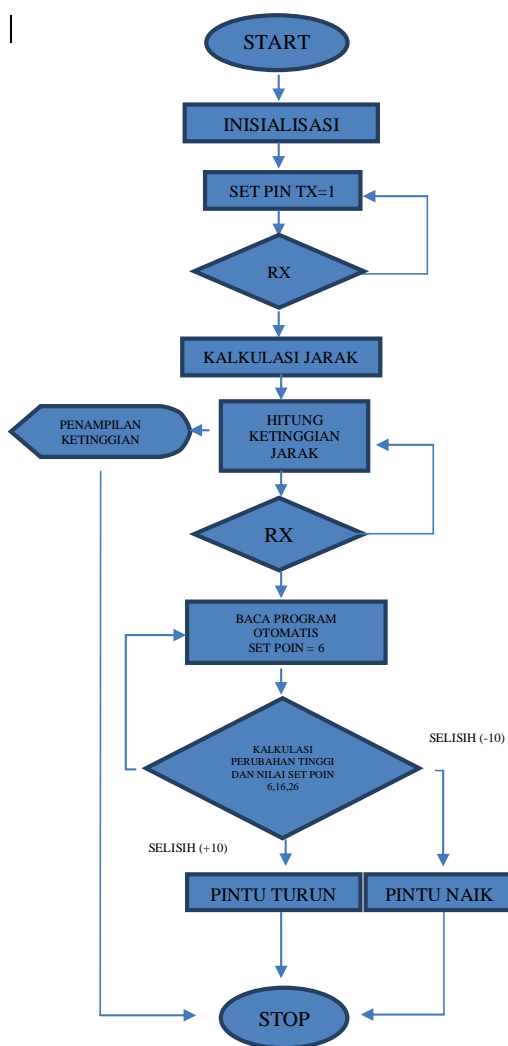 START
INISIALISASI
SET PIN TX=1
RX
KALKULASI JARAK
PENAMPILAN
KETINGGIAN
HITUNG
KETINGGIAN
JARAK
RX
BACA PROGRAM
OTOMATIS
SET POIN = 6
KALKULASI
PERUBAHAN TINGGI
DAN NILAI SET POIN
6,16,26
SELISIH (-10)
SELISIH (+10)
PINTU TURUN
PINTU NAIK
STOP